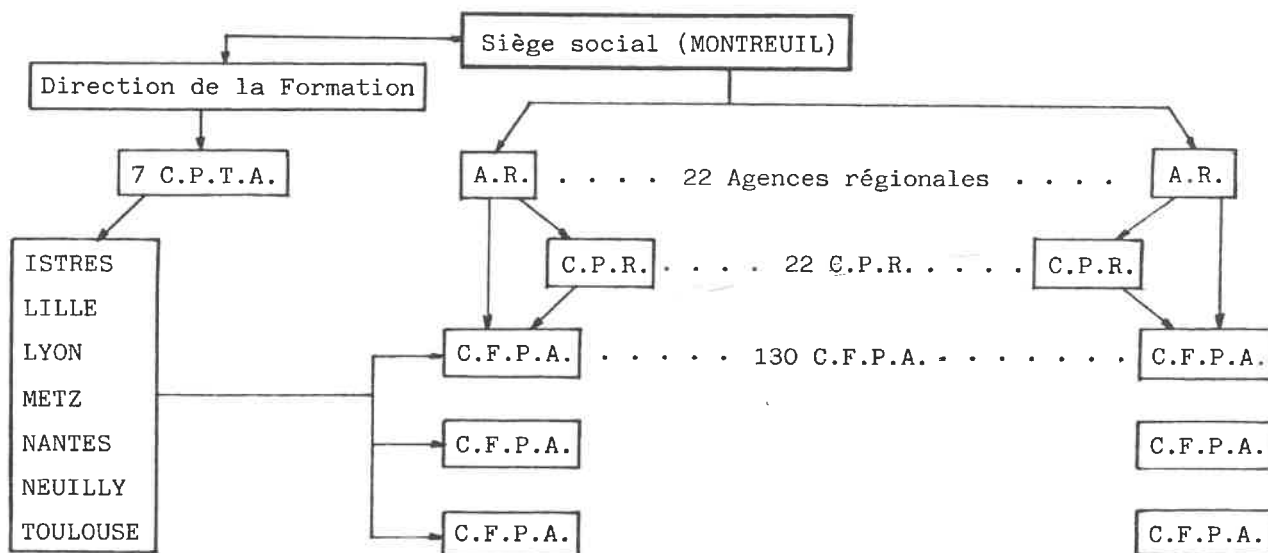 Siège social (MONTREUIL)
Direction de la Formation
7 C.P.T.A.
A.R. . . . . 22 Agences régionales . . . . A.R.
C.P.R. . . . . 22 C.P.R. . . . . C.P.R.
C.F.P.A. . . . . . 130 C.F.P.A. - . . . . . . C.F.P.A.
C.F.P.A. C.F.P.A.
C.F.P.A. C.F.P.A.
ISTRES
LILLE
LYON
METZ
NANTES
NEUILLY
TOULOUSE